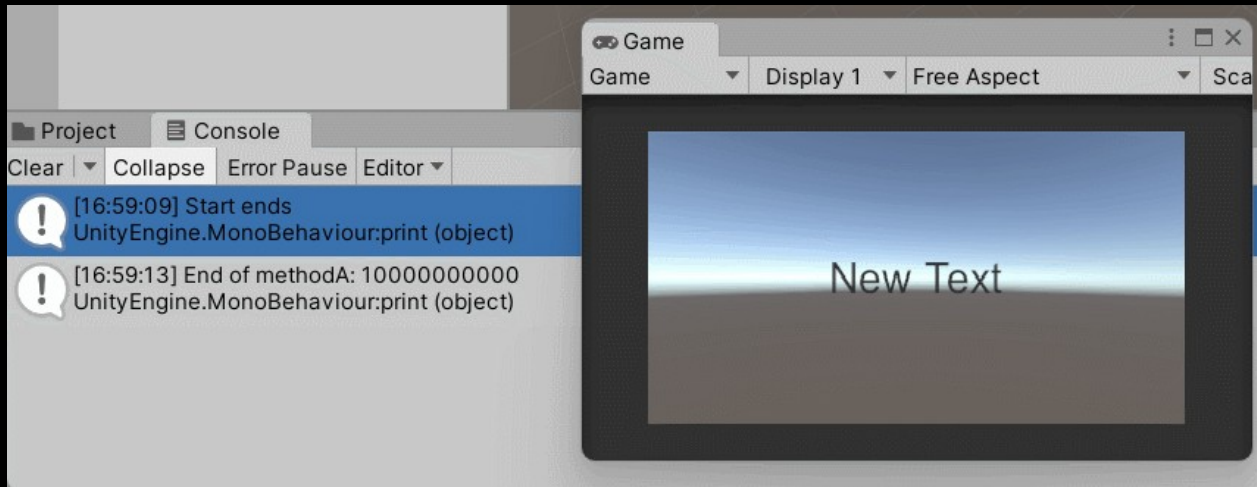 Game
Game Display 1 Free Aspect Sca
Project Console
Clear Collapse Error Pause Editor
[16:59:09] Start ends
UnityEngine.MonoBehaviour:print (object)
[16:59:13] End of methodA: 10000000000
UnityEngine.MonoBehaviour:print (object)
New Text